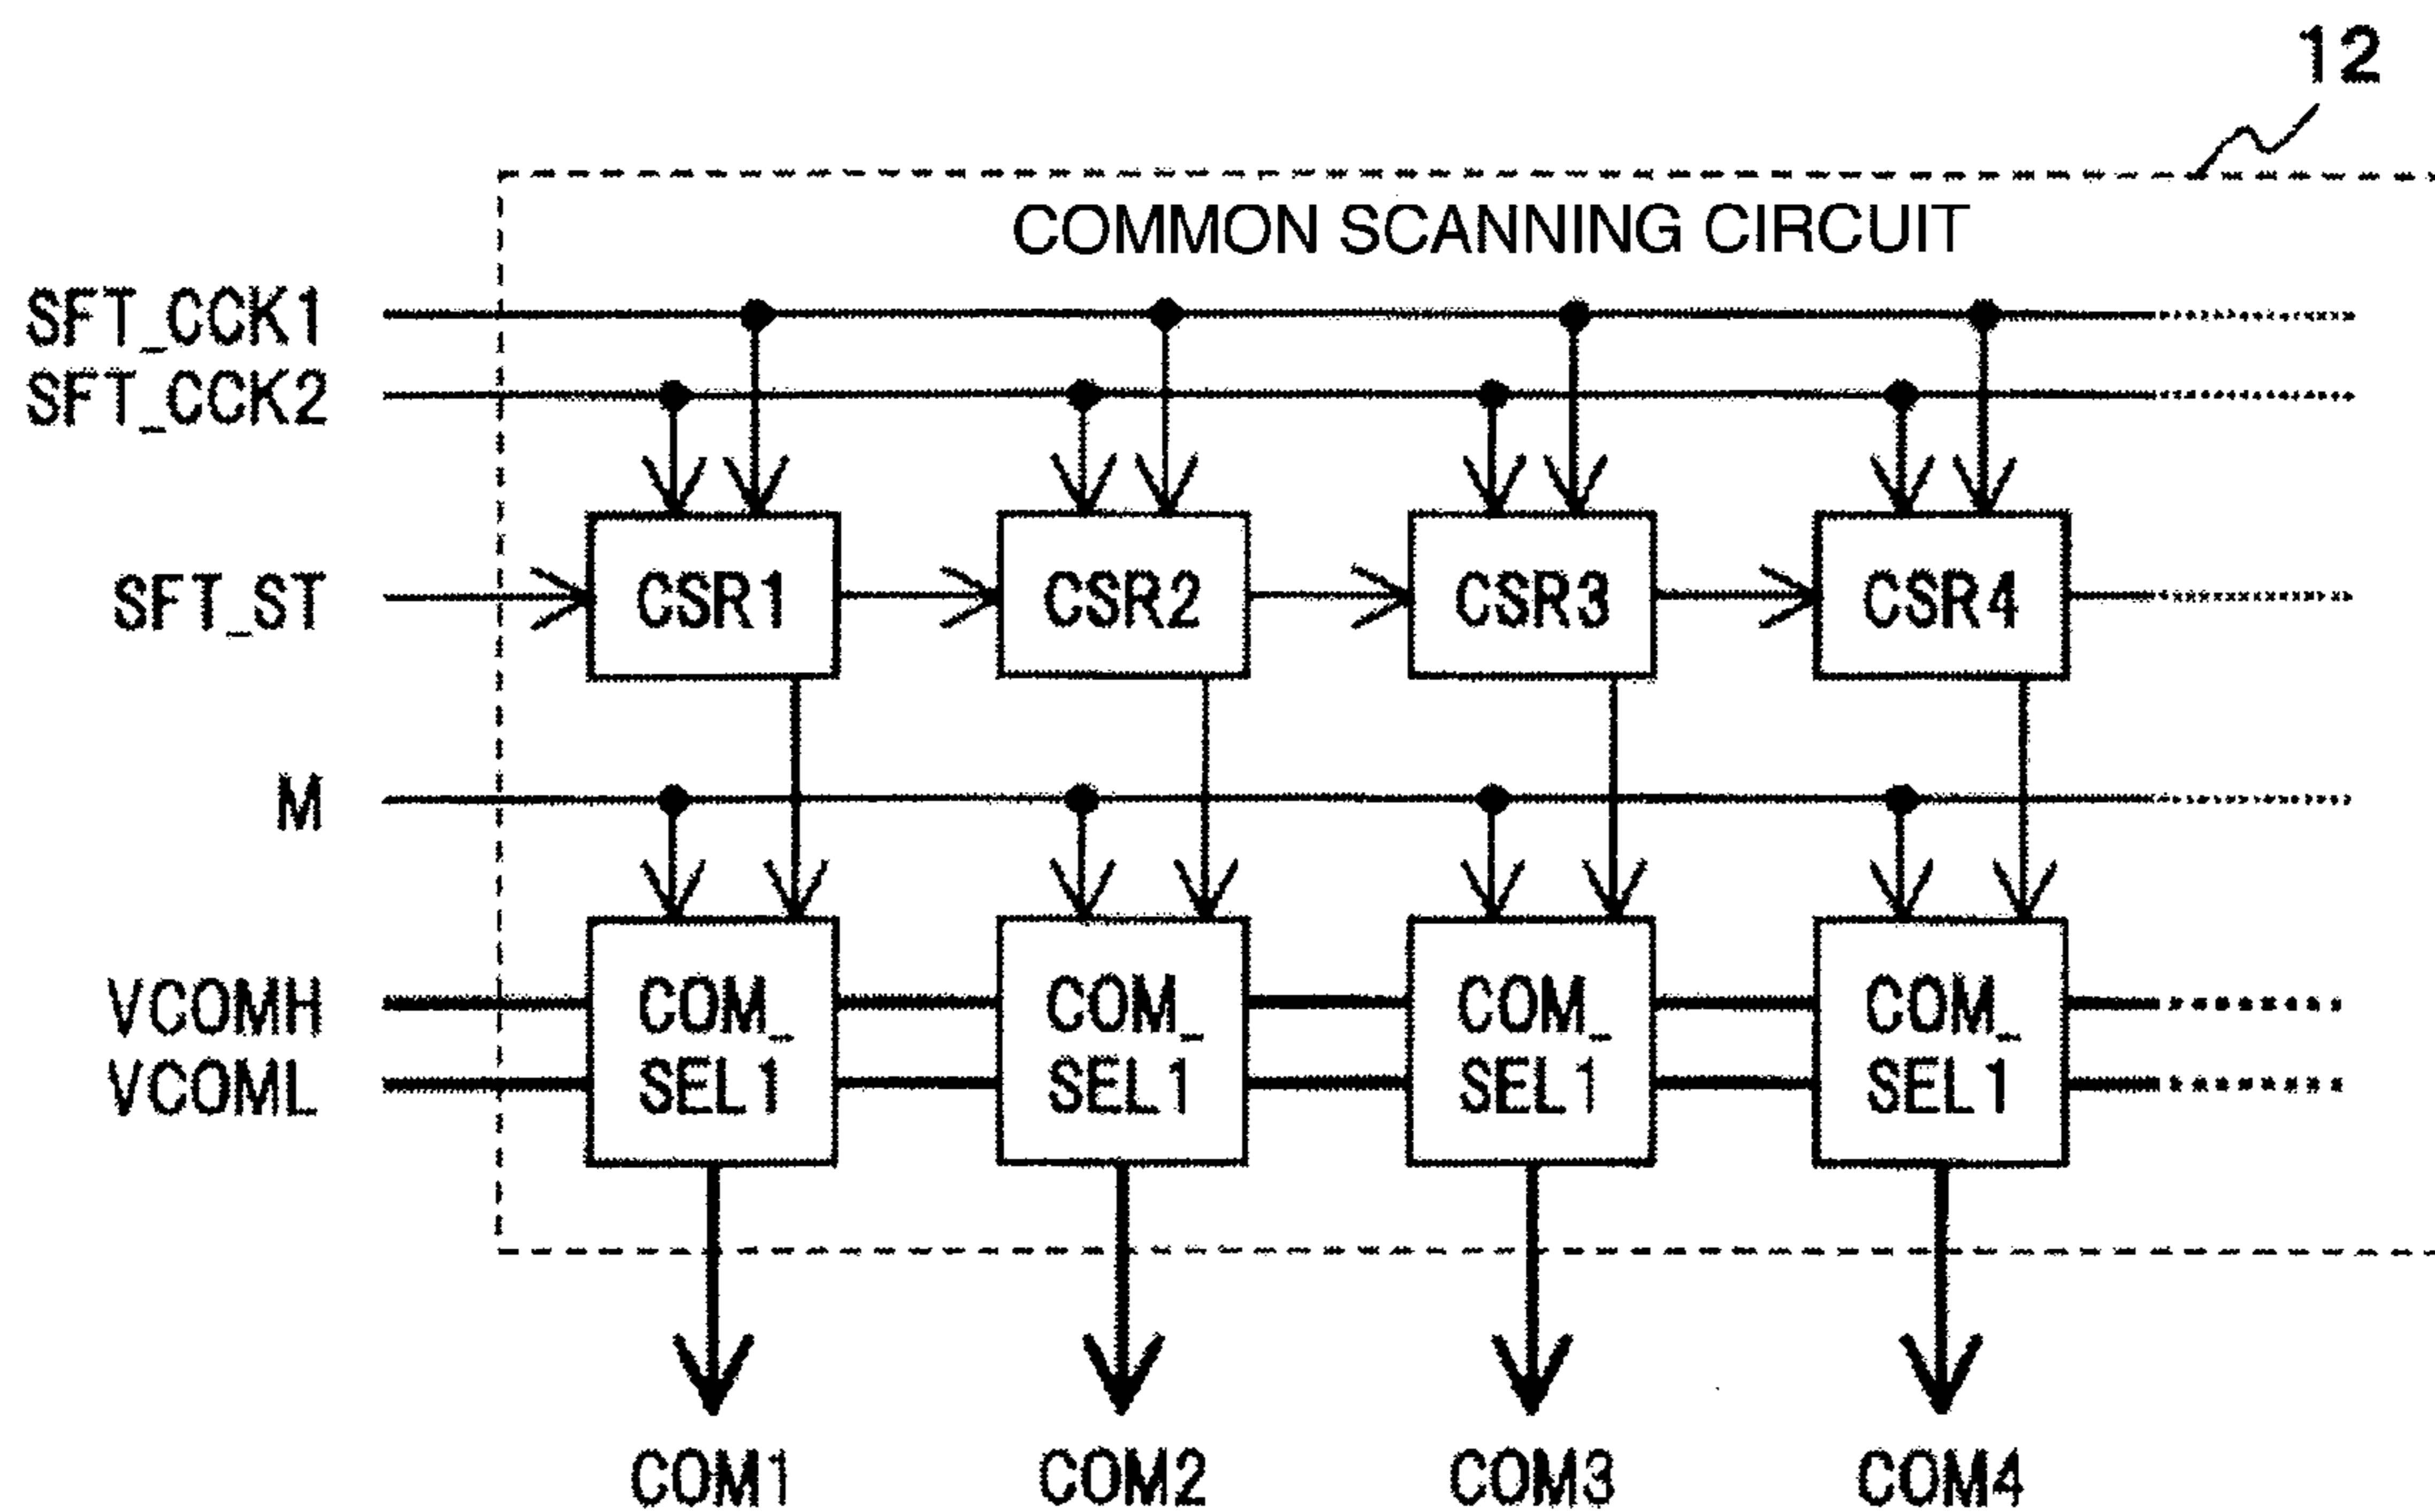 12
COMMON SCANNING CIRCUIT
SFT_CCK1
SFT_CCK2
SFT_ST
CSR1 CSR2 CSR3 CSR4
M
VCOMH
VCOML
COM_ COM_ COM_ COM_
SEL1 SEL1 SEL1 SEL1
COM1 COM2 COM3 COM4